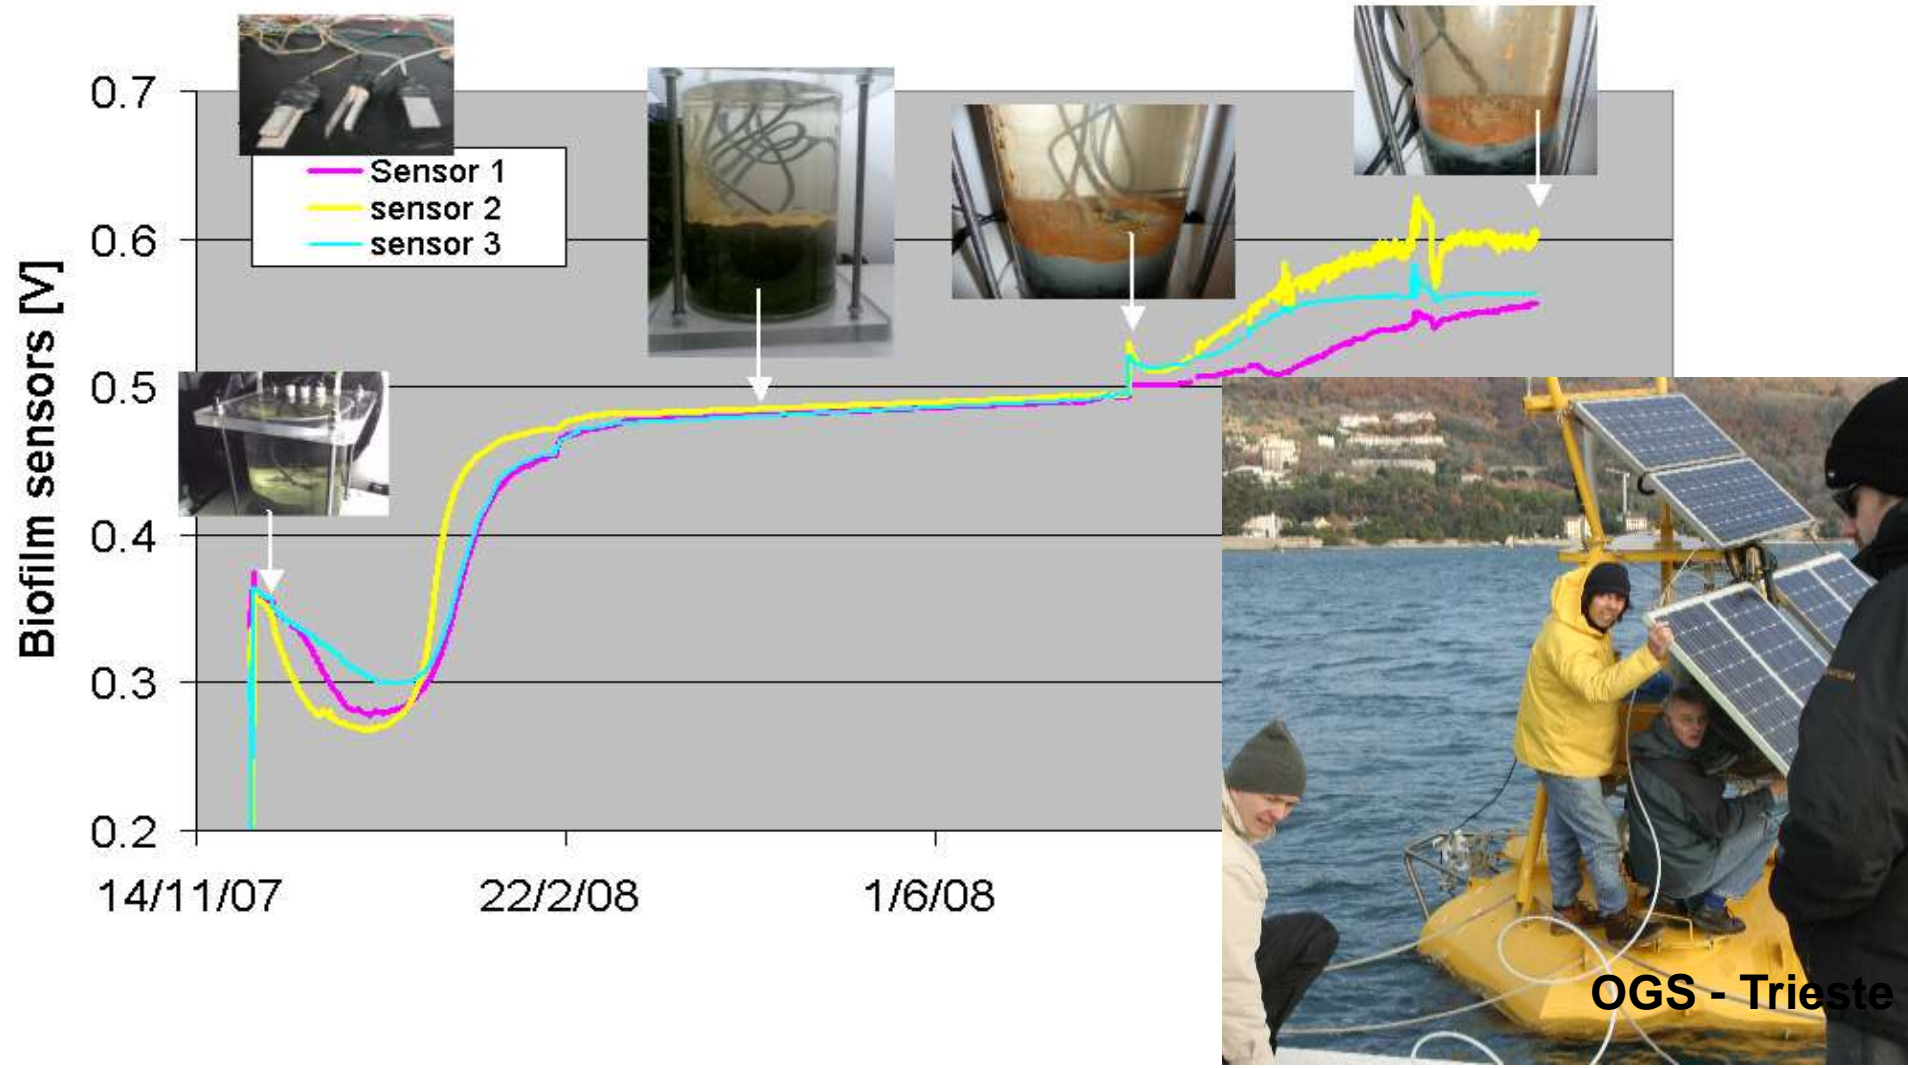 0.7
Sensor 1
sensor 2
sensor 3
0.6
0.5
0.4
0.3
0.2
Biofilm sensors [V]
14/11/07
22/2/08
1/6/08
OGS - Trieste